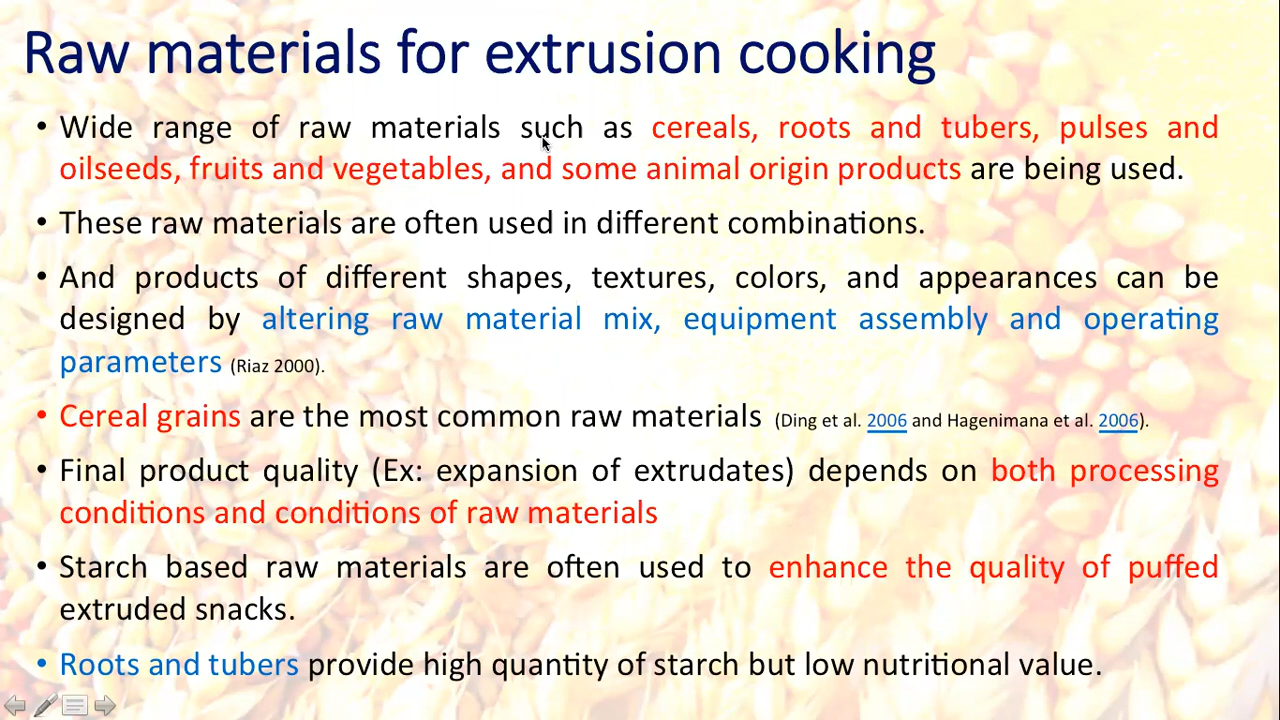 Raw materials for extrusion cooking
• Wide range of raw materials such as cereals, roots and tubers, pulses and
oilseeds, fruits and vegetables, and some animal origin products are being used.
• These raw materials are often used in different combinations.
• And products of different shapes, textures, colors, and appearances can be
designed by altering raw material mix, equipment assembly and operating
parameters (Riaz 2000).
• Cereal grains are the most common raw materials (Ding et al. 2006 and Hagenimana et al. 2006).
• Final product quality (Ex: expansion of extrudates) depends on both processing
conditions and conditions of raw materials
• Starch based raw materials are often used to enhance the quality of puffed
extruded snacks.
• Roots and tubers provide high quantity of starch but low nutritional value.